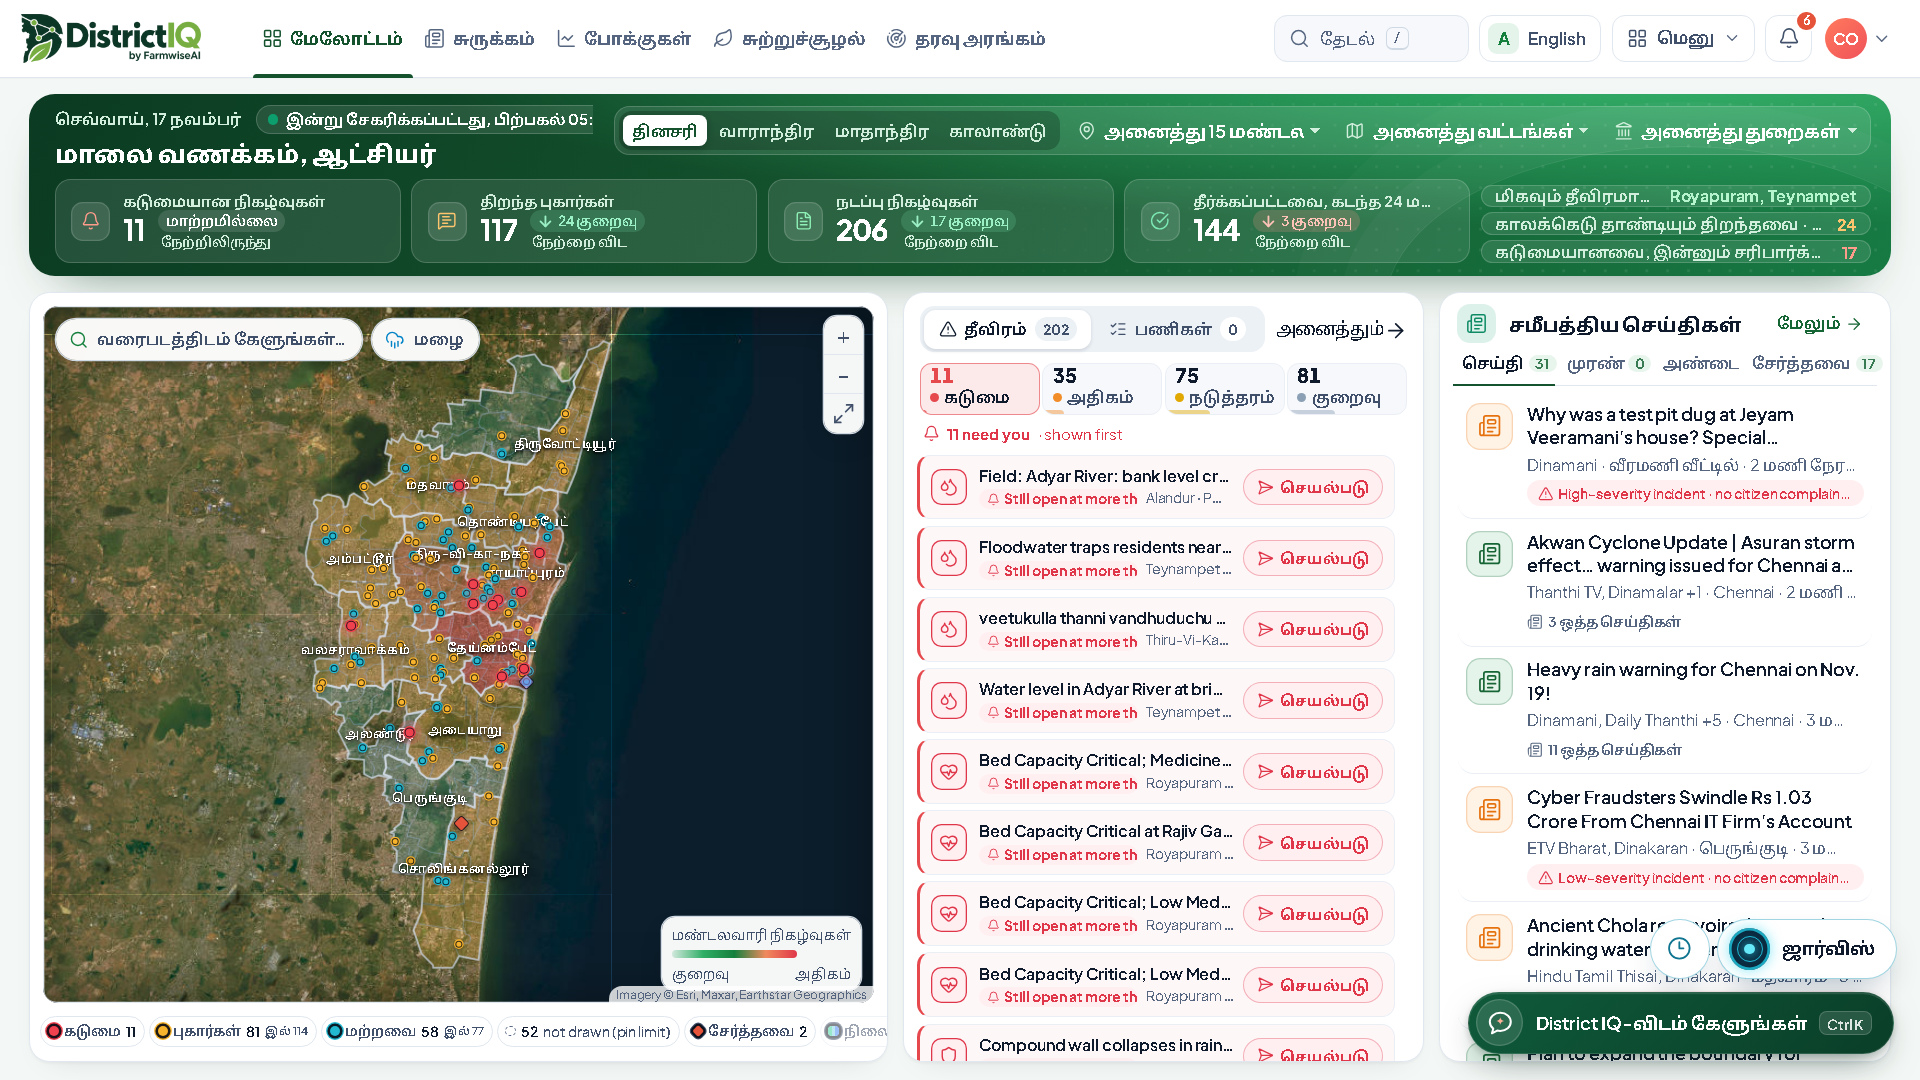 DistrictIQ
by FarmwiseAI
மேலோட்டம்
சுருக்கம்
போக்குகள்
சுற்றுச்சூழல்
தரவு அரங்கம்
தேடல் /
A English
மெனு
6
CO
செவ்வாய், 17 நவம்பர்
இன்று சேகரிக்கப்பட்டது, பிற்பகல் 05:
மாலை வணக்கம், ஆட்சியர்
தினசரி
வாராந்திர
மாதாந்திர
காலாண்டு
அனைத்து 15 மண்டல
அனைத்து வட்டங்கள்
அனைத்து துறைகள்
கடுமையான நிகழ்வுகள்
11 மாற்றமில்லை
நேற்றிலிருந்து
திறந்த புகார்கள்
117 ↓ 24 குறைவு
நேற்றை விட
நடப்பு நிகழ்வுகள்
206 ↓ 17 குறைவு
நேற்றை விட
தீர்க்கப்பட்டவை, கடந்த 24 ம...
144 ↓ 3 குறைவு
நேற்றை விட
மிகவும் தீவிரமா... Royapuram, Teynampet
காலக்கெடு தாண்டியும் திறந்தவை · ... 24
கடுமையானவை, இன்னும் சரிபார்க்... 17
வரைபடத்திடம் கேளுங்கள்...
மழை
+
−
திருவோட்டியூர்
தொண்டையார்பேட்
அம்பட்டூர்
திரு-வி-கா-நகர்
வலசராவாக்கம்
தேய்னம்பேட்
அடையாறு
பெருங்குடி
சொலிங்கனல்லூர்
மண்டலவாரி நிகழ்வுகள்
குறைவு அதிகம்
Imagery © Esri, Maxar, Earthstar Geographics
கடுமை 11
புகார்கள் 81 இல் 114
மற்றவை 58 இல் 77
52 not drawn (pin limit)
சேர்த்தவை 2
தீவிரம் 202
பணிகள் 0
அனைத்தும் →
11
கடுமை
35
அதிகம்
75
நடுத்தரம்
81
குறைவு
11 need you · shown first
Field: Adyar River: bank level cr...
Still open at more th Alandur · P...
செயல்படு
Floodwater traps residents near...
Still open at more th Teynampet...
செயல்படு
veetukulla thanni vandhuduchu ...
Still open at more th Thiru-Vi-Ka...
செயல்படு
Water level in Adyar River at bri...
Still open at more th Teynampet...
செயல்படு
Bed Capacity Critical; Medicine...
Still open at more th Royapuram ...
செயல்படு
Bed Capacity Critical at Rajiv Ga...
Still open at more th Royapuram ...
செயல்படு
Bed Capacity Critical; Low Med...
Still open at more th Royapuram ...
செயல்படு
Bed Capacity Critical; Low Med...
Still open at more th Royapuram ...
செயல்படு
Compound wall collapses in rain...
செயல்படு
சமீபத்திய செய்திகள்
மேலும் →
செய்தி 31
முரண் 0
அண்டை
சேர்த்தவை 17
Why was a test pit dug at Jeyam
Veeramani's house? Special...
Dinamani · வீரமணி வீட்டில் · 2 மணி நேர...
High-severity incident · no citizen complain...
Akwan Cyclone Update | Asuran storm
effect... warning issued for Chennai a...
Thanthi TV, Dinamalar +1 · Chennai · 2 மணி ...
3 ஒத்த செய்திகள்
Heavy rain warning for Chennai on Nov.
19!
Dinamani, Daily Thanthi +5 · Chennai · 3 ம...
11 ஒத்த செய்திகள்
Cyber Fraudsters Swindle Rs 1.03
Crore From Chennai IT Firm's Account
ETV Bharat, Dinakaran · பெருங்குடி · 3 ம...
Low-severity incident · no citizen complain...
Ancient Chola
drinking water
Hindu Tamil Thisai, Dinakaran
ஜார்விஸ்
District IQ-விடம் கேளுங்கள் Ctrl K
Plan to expand the boundary for